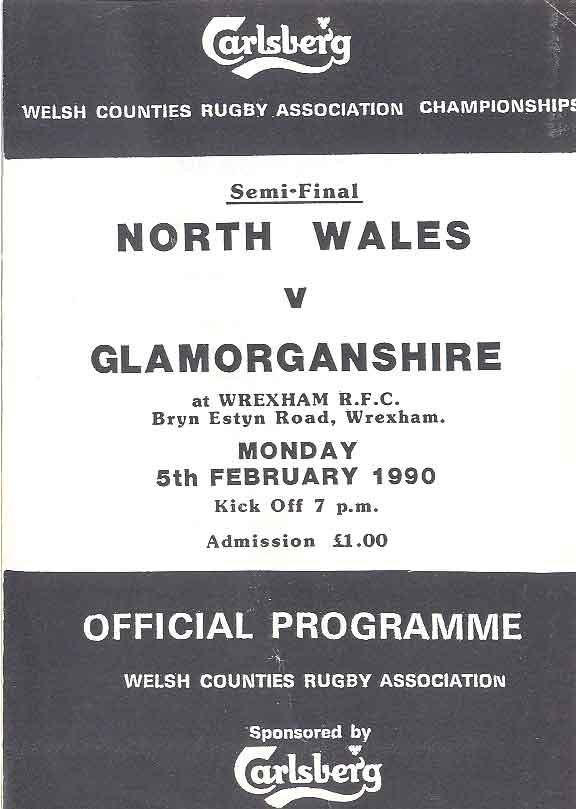 Carlsberg
WELSH COUNTIES RUGBY ASSOCIATION CHAMPIONSHIPS
Semi-Final
NORTH WALES
V
GLAMORGANSHIRE
at WREXHAM R.F.C.
Bryn Estyn Road, Wrexham.
MONDAY
5th FEBRUARY 1990
Kick Off 7 p.m.
Admission £1.00
OFFICIAL PROGRAMME
WELSH COUNTIES RUGBY ASSOCIATION
Sponsored by
Carlsberg